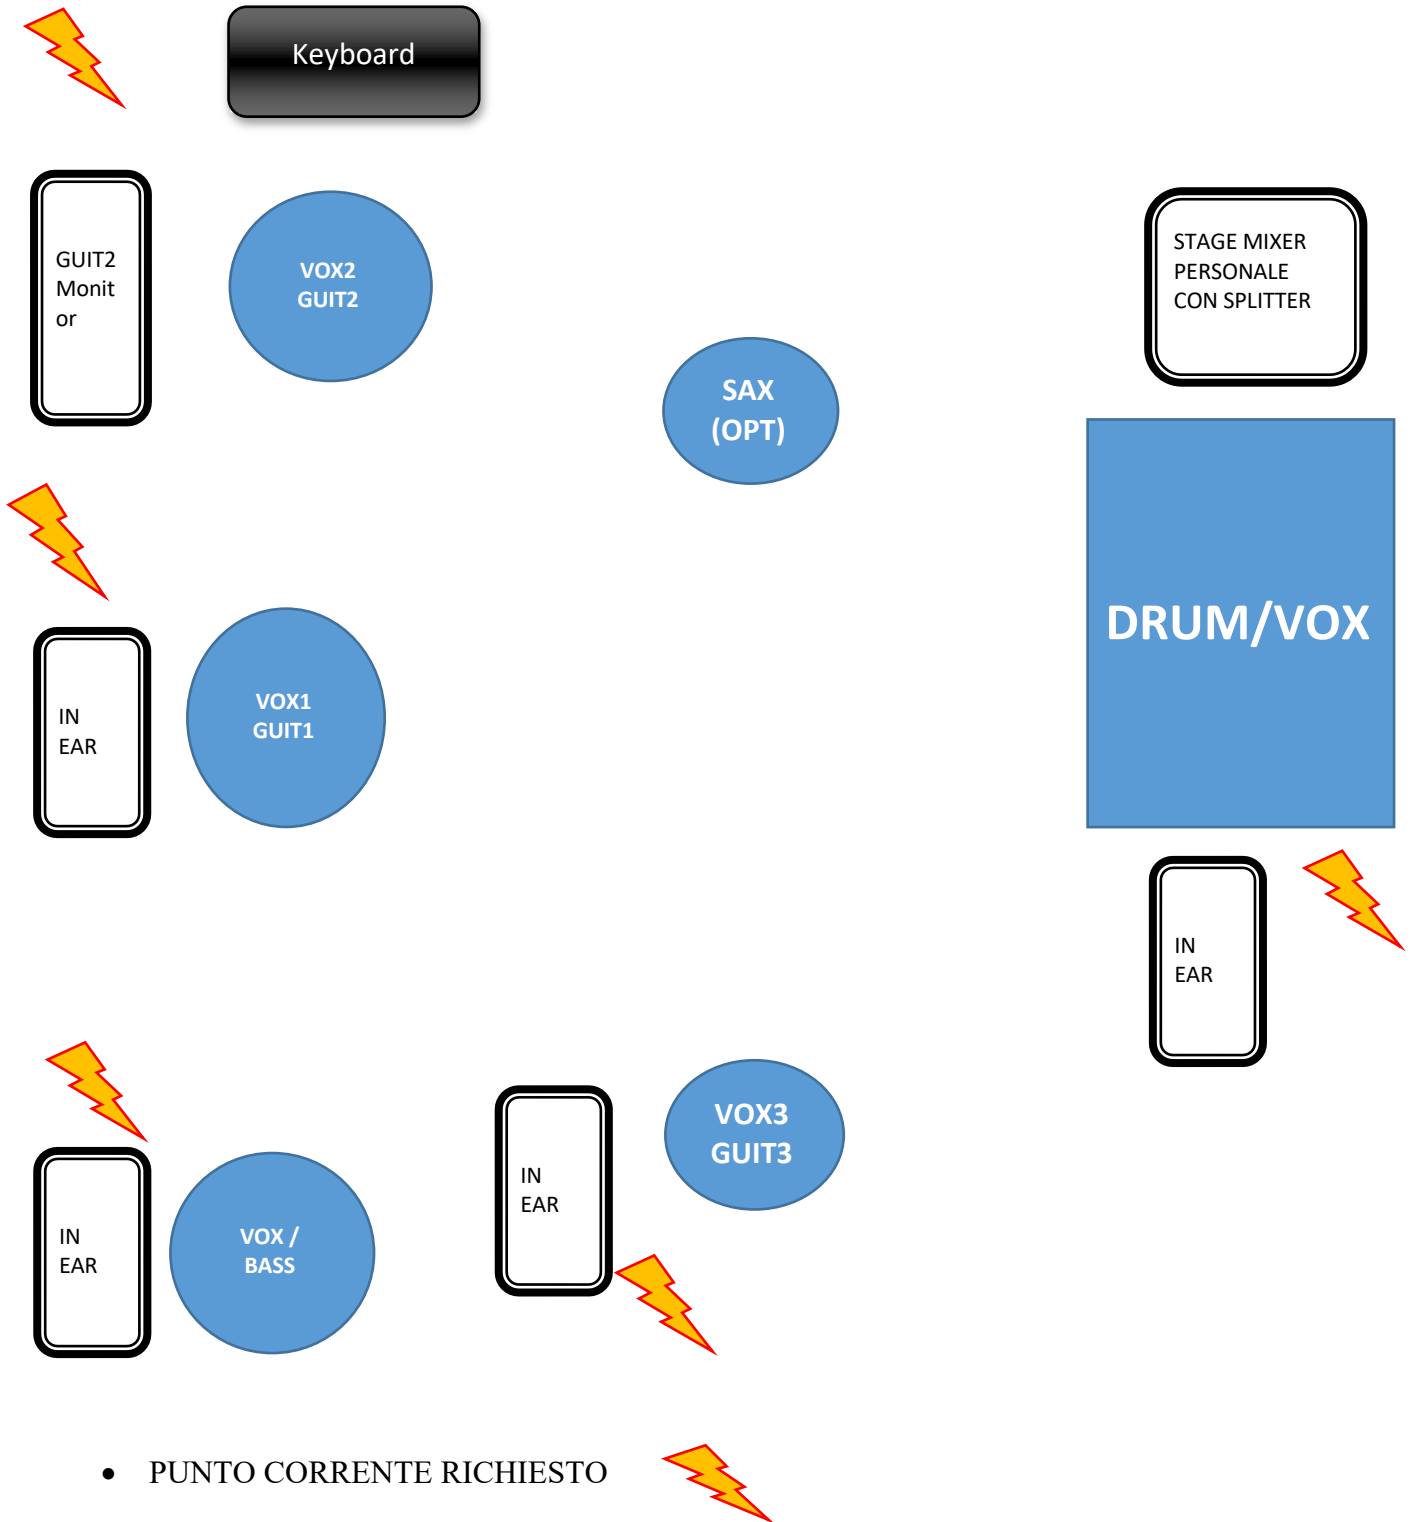 Keyboard
GUIT2
Monit
or
VOX2
GUIT2
STAGE MIXER
PERSONALE
CON SPLITTER
SAX
(OPT)
DRUM/VOX
IN
EAR
VOX1
GUIT1
IN
EAR
IN
EAR
VOX3
GUIT3
IN
EAR
VOX /
BASS
• PUNTO CORRENTE RICHIESTO